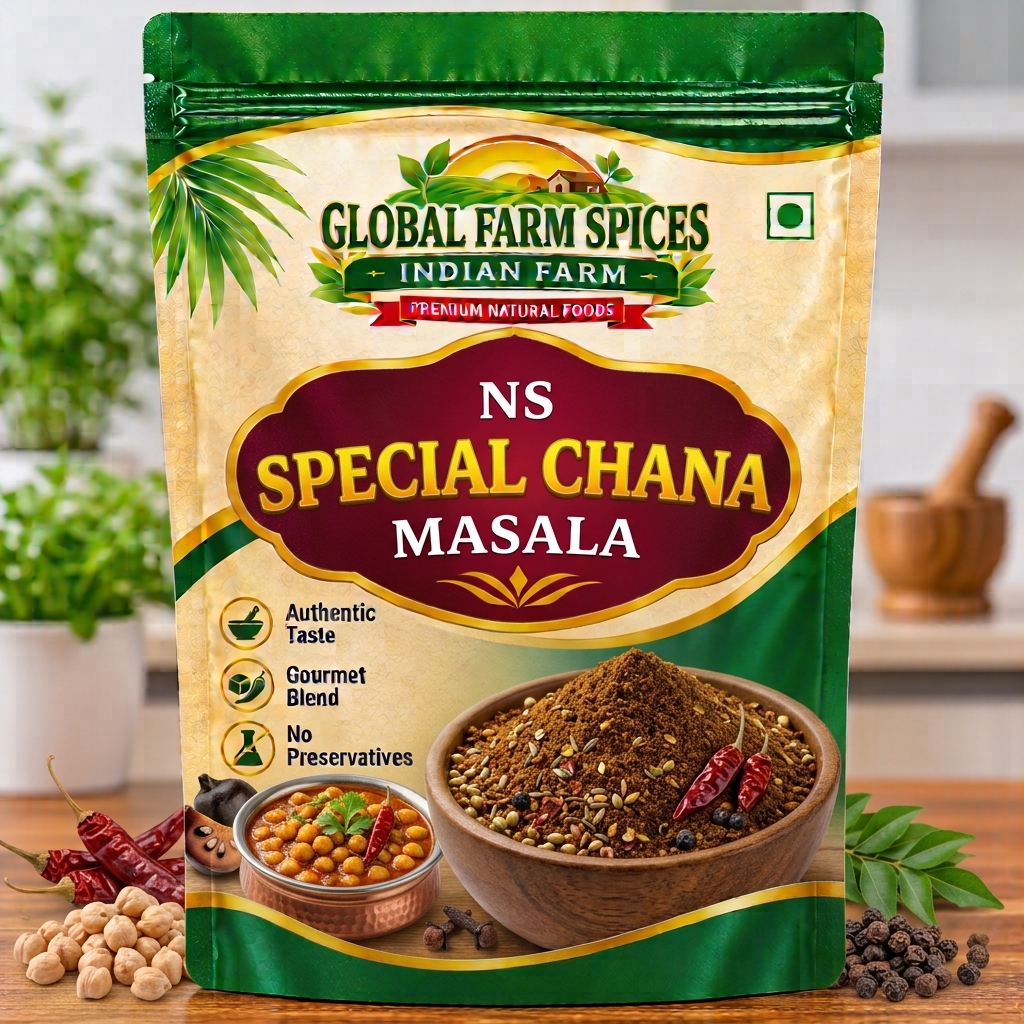 GLOBAL FARM SPICES
INDIAN FARM
PREMIUM NATURAL FOODS
NS
SPECIAL CHANA
MASALA
Authentic
Taste
Gourmet
Blend
No
Preservatives